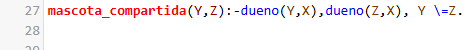 27 mascota_compartida(Y,Z):-dueno(Y,X),dueno(Z,X), Y \=Z.
28